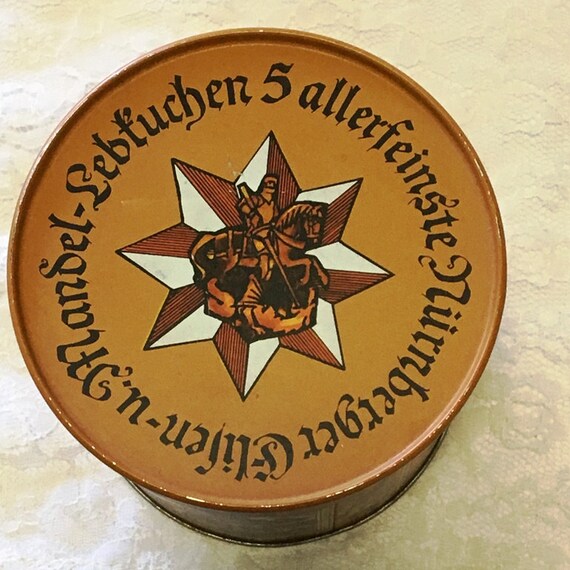 5 allerfeinste Nürnberger Elisen- u. Mandel-Lebkuchen